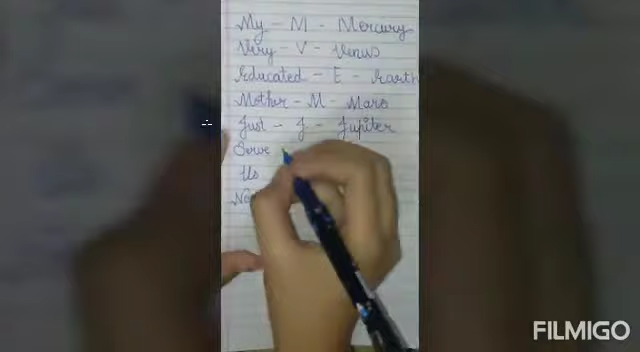 My - M - Mercury
Very - V - Venus
Educated - E - Earth
Mother - M - Mars
Just - J - Jupiter
Serve
Us
FILMIGO